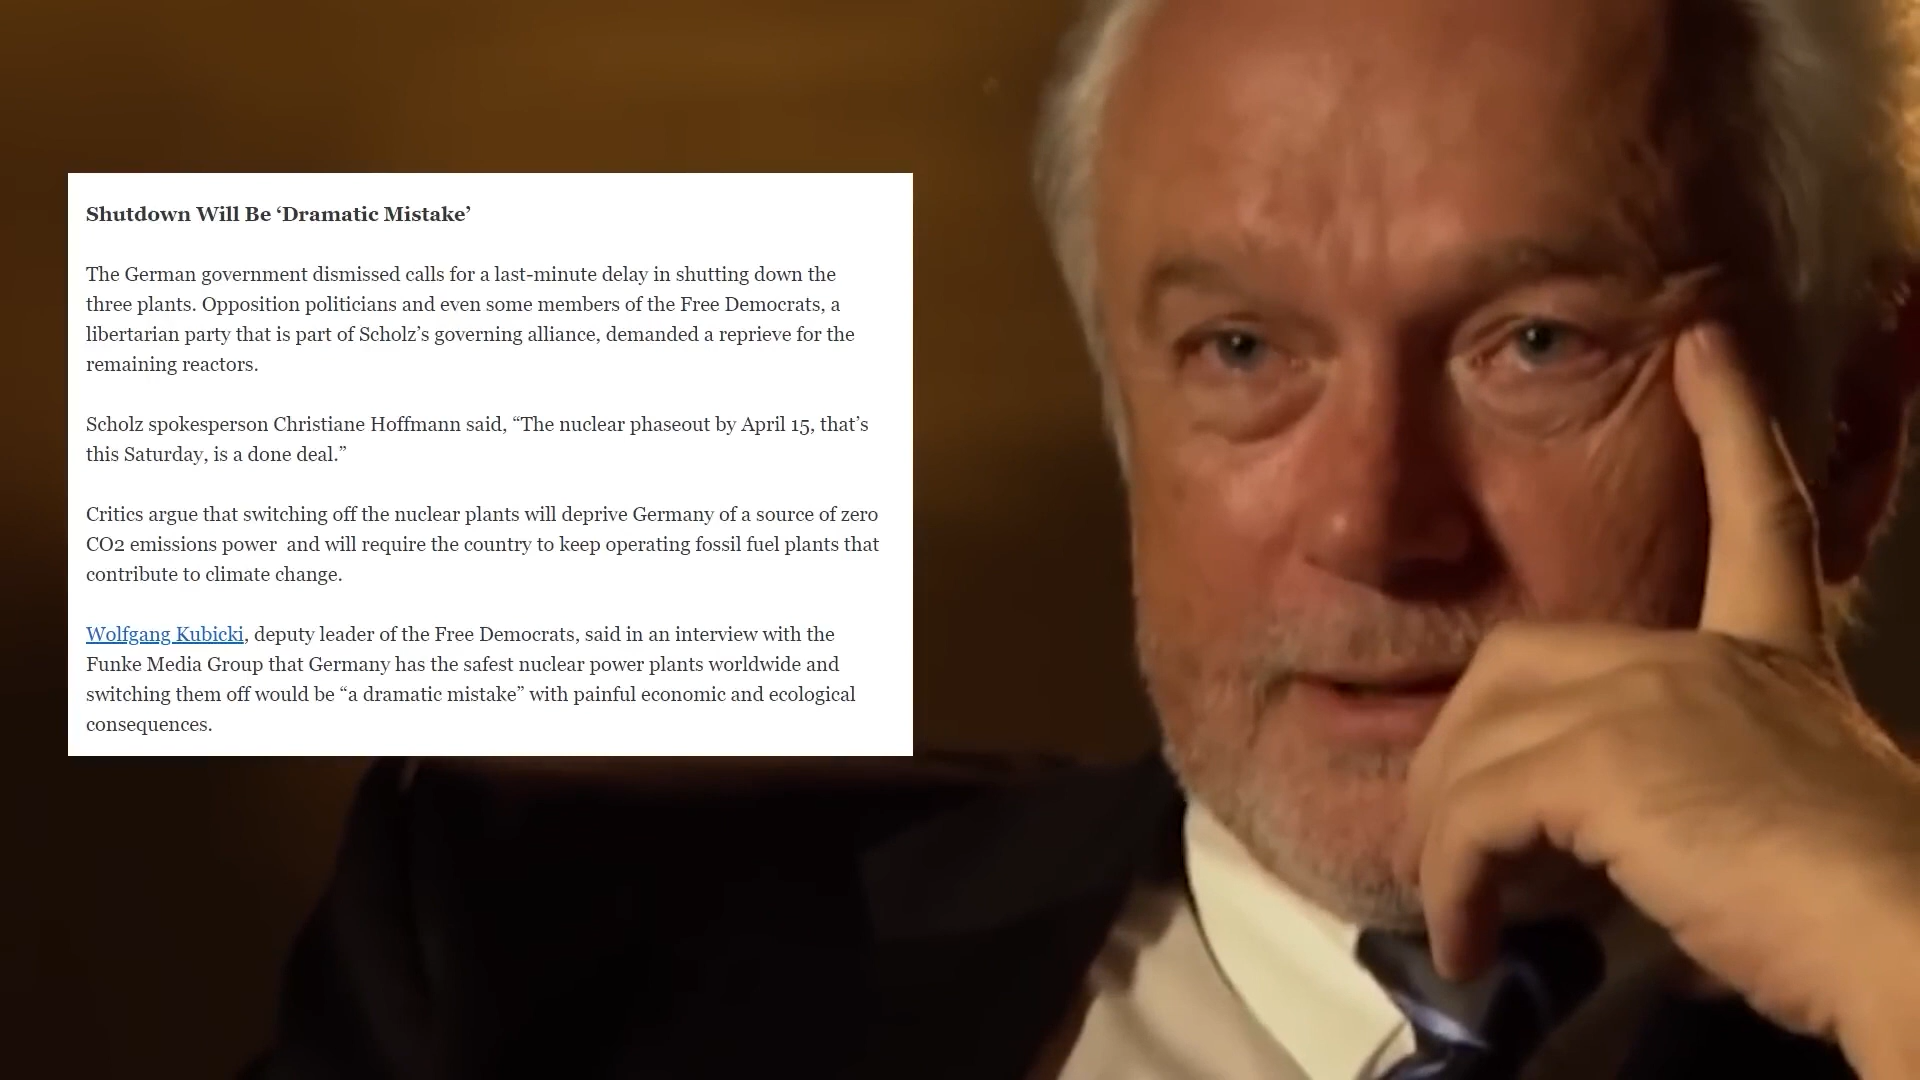 Shutdown Will Be ‘Dramatic Mistake’
The German government dismissed calls for a last-minute delay in shutting down the
three plants. Opposition politicians and even some members of the Free Democrats, a
libertarian party that is part of Scholz’s governing alliance, demanded a reprieve for the
remaining reactors.
Scholz spokesperson Christiane Hoffmann said, “The nuclear phaseout by April 15, that’s
this Saturday, is a done deal.”
Critics argue that switching off the nuclear plants will deprive Germany of a source of zero
CO2 emissions power  and will require the country to keep operating fossil fuel plants that
contribute to climate change.
Wolfgang Kubicki, deputy leader of the Free Democrats, said in an interview with the
Funke Media Group that Germany has the safest nuclear power plants worldwide and
switching them off would be “a dramatic mistake” with painful economic and ecological
consequences.